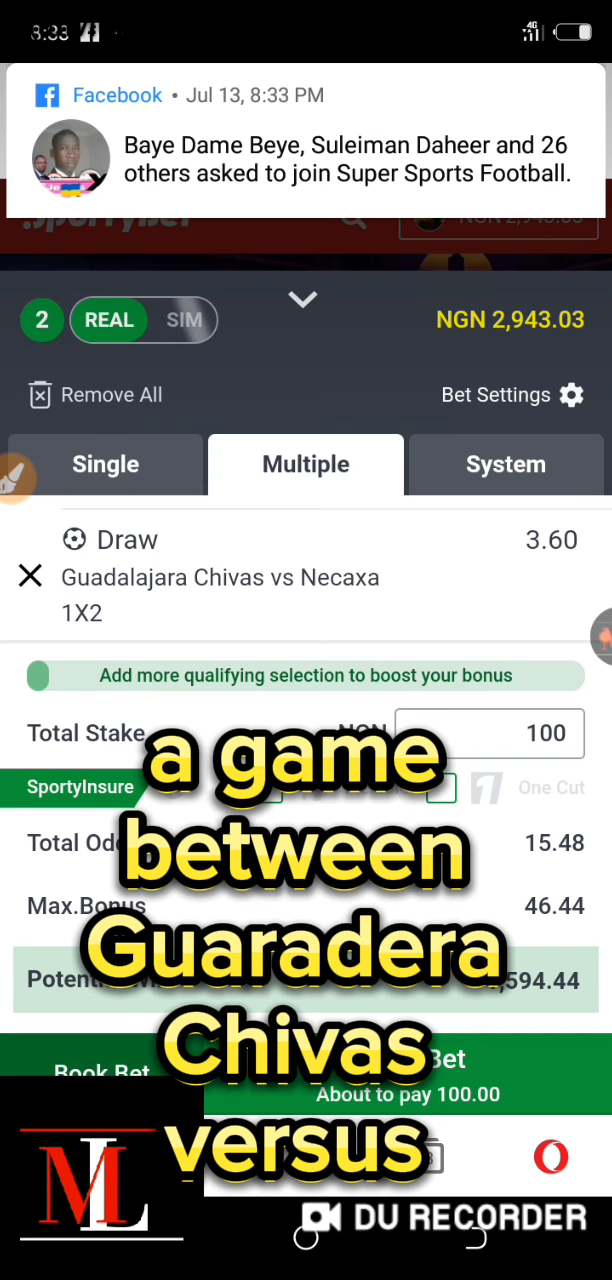 8:33
4G
Facebook • Jul 13, 8:33 PM
Baye Dame Beye, Suleiman Daheer and 26
others asked to join Super Sports Football.
2
REAL
SIM
NGN 2,943.03
Remove All
Bet Settings
Single
Multiple
System
Draw
3.60
Guadalajara Chivas vs Necaxa
1X2
Add more qualifying selection to boost your bonus
Total Stake
NGN
100
SportyInsure
One Cut
Total
15.48
Max.Bonus
46.44
,594.44
Book Bet
Bet
About to pay 100.00
a game
between
Guaradera
Chivas
versus
ML
DU RECORDER